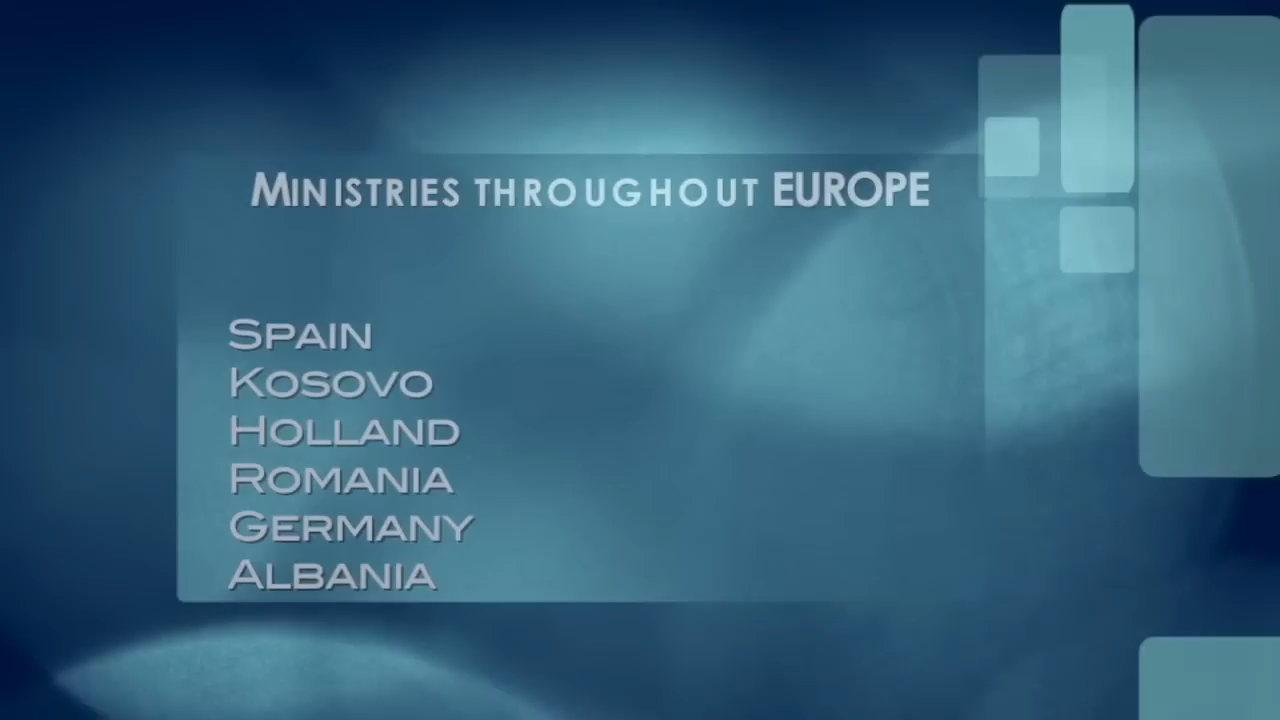 Ministries throughout EUROPE
Spain
Kosovo
Holland
Romania
Germany
Albania